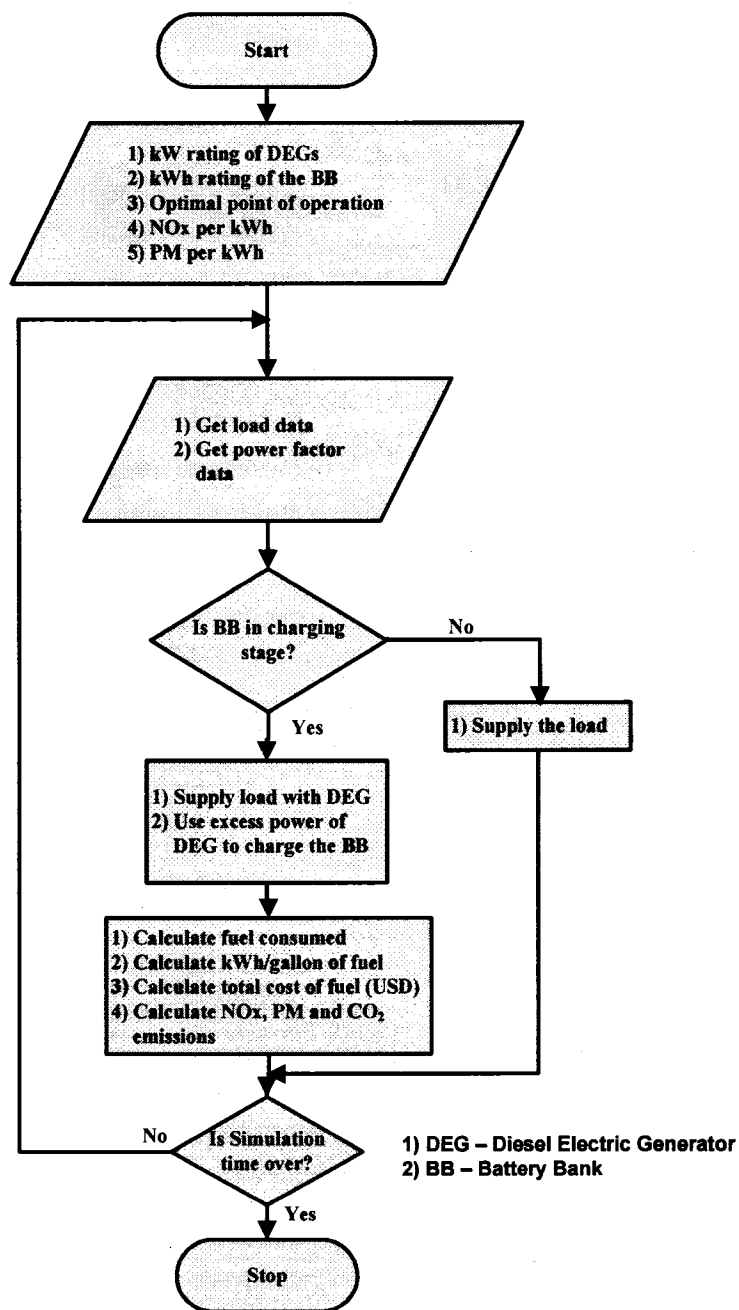 Start
1) kW rating of DEGs
2) kWh rating of the BB
3) Optimal point of operation
4) NOx per kWh
5) PM per kWh
1) Get load data
2) Get power factor
data
Is BB in charging
stage?
No
Yes
1) Supply the load
1) Supply load with DEG
2) Use excess power of
DEG to charge the BB
1) Calculate fuel consumed
2) Calculate kWh/gallon of fuel
3) Calculate total cost of fuel (USD)
4) Calculate NOx, PM and CO₂
emissions
No
Is Simulation
time over?
1) DEG – Diesel Electric Generator
2) BB – Battery Bank
Yes
Stop